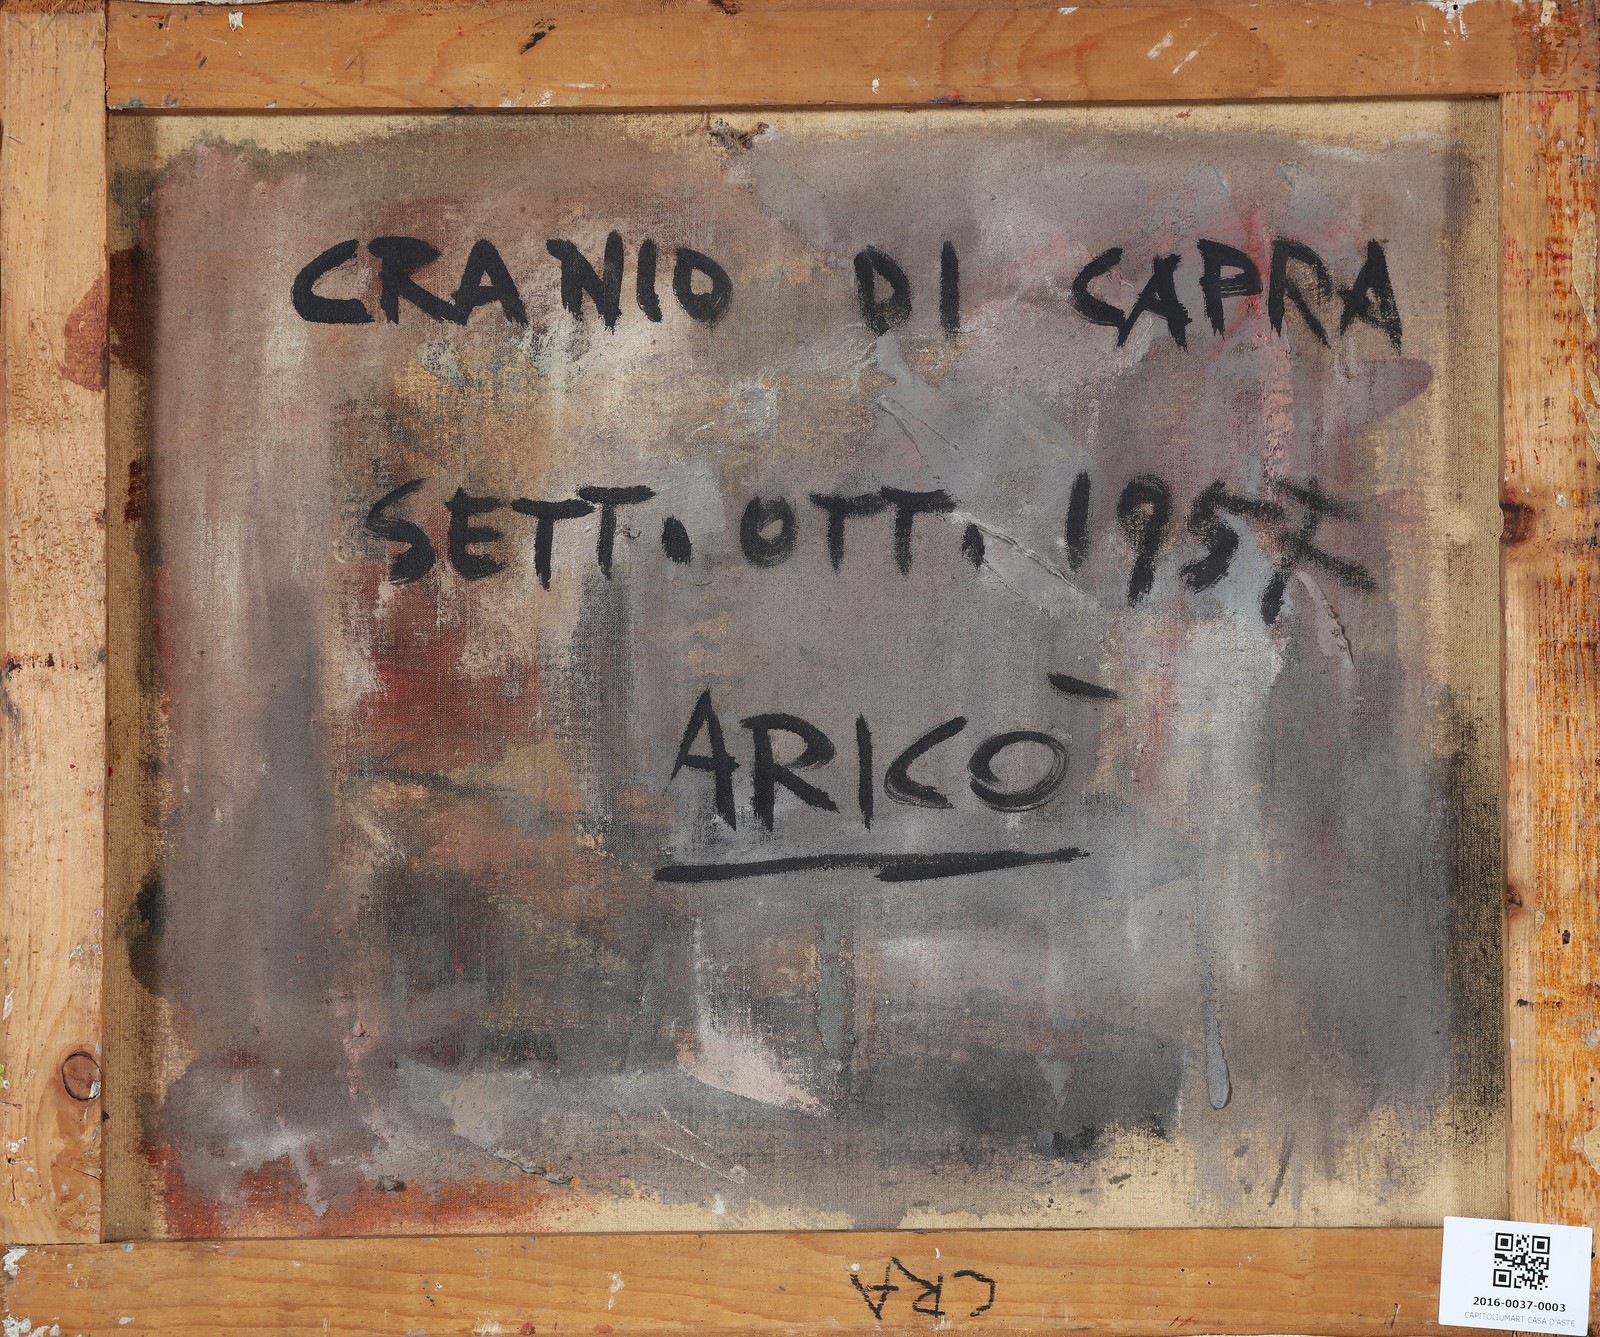 CRANIO DI CAPRA
SETT. OTT. 1957
ARICÒ
CRA
2016-0037-0003
CAPITOLIUMART CASA D'ASTE